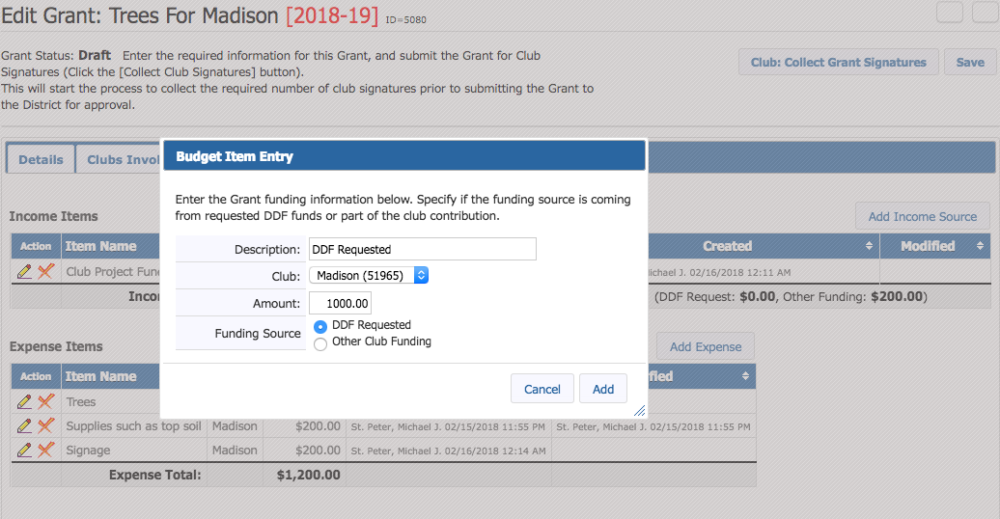 Edit Grant: Trees For Madison [2018-19] ID=5080
Grant Status: Draft Enter the required information for this Grant, and submit the Grant for Club
Signatures (Click the [Collect Club Signatures] button).
This will start the process to collect the required number of club signatures prior to submitting the Grant to
the District for approval.
Club: Collect Grant Signatures
Save
Details
Clubs Invol
Budget Item Entry
Enter the Grant funding information below. Specify if the funding source is coming
from requested DDF funds or part of the club contribution.
Description: DDF Requested
Club: Madison (51965)
Amount: 1000.00
Funding Source
DDF Requested
Other Club Funding
Cancel
Add
Income Items
Add Income Source
Action Item Name Created Modified
Club Project Fun ichael J. 02/16/2018 12:11 AM
Incon (DDF Request: $0.00, Other Funding: $200.00)
Expense Items
Add Expense
Action Item Name fied
Trees
Supplies such as top soil Madison $200.00 St. Peter, Michael J. 02/15/2018 11:55 PM St. Peter, Michael J. 02/15/2018 11:55 PM
Signage Madison $200.00 St. Peter, Michael J. 02/16/2018 12:14 AM
Expense Total: $1,200.00